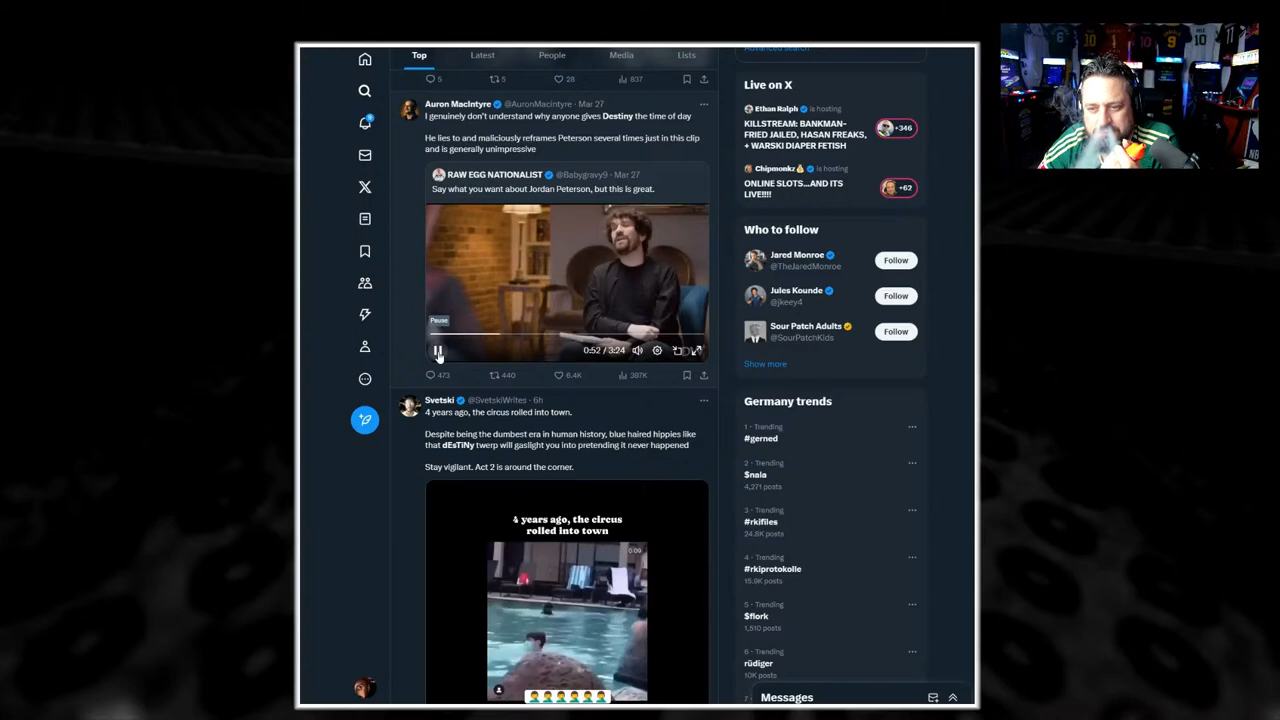 Top
Latest
People
Media
Lists
Advanced search
5
5
28
837
Auron MacIntyre @AuronMacintyre · Mar 27
I genuinely don't understand why anyone gives Destiny the time of day
He lies to and maliciously reframes Peterson several times just in this clip
and is generally unimpressive
RAW EGG NATIONALIST @Babygravy9 · Mar 27
Say what you want about Jordan Peterson, but this is great.
Pause
0:52 / 3:24
473
440
6.4K
397K
Svetski @SvetskiWrites · 6h
4 years ago, the circus rolled into town.
Despite being the dumbest era in human history, blue haired hippies like
that dEsTiNy twerp will gaslight you into pretending it never happened
Stay vigilant. Act 2 is around the corner.
4 years ago, the circus
rolled into town
0:09
Live on X
Ethan Ralph is hosting
KILLSTREAM: BANKMAN-
FRIED JAILED, HASAN FREAKS,
+ WARSKI DIAPER FETISH
+346
Chipmonkz is hosting
ONLINE SLOTS...AND ITS
LIVE!!!!
+62
Who to follow
Jared Monroe
@TheJaredMonroe
Follow
Jules Kounde
@jkeey4
Follow
Sour Patch Adults
@SourPatchKids
Follow
Show more
Germany trends
1 · Trending
#gerned
2 · Trending
$nala
4,271 posts
3 · Trending
#rkifiles
24.8K posts
4 · Trending
#rkiprotokolle
15.9K posts
5 · Trending
$flork
1,510 posts
6 · Trending
rüdiger
10K posts
Messages